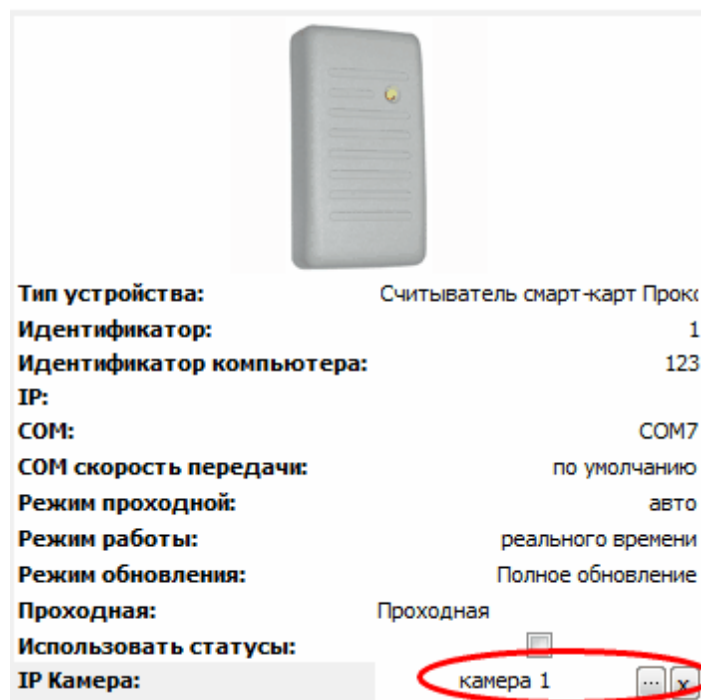 Тип устройства: Считыватель смарт-карт Прокс
Идентификатор: 1
Идентификатор компьютера: 123
IP:
COM: COM7
COM скорость передачи: по умолчанию
Режим проходной: авто
Режим работы: реального времени
Режим обновления: Полное обновление
Проходная: Проходная
Использовать статусы:
IP Камера: камера 1 ... x